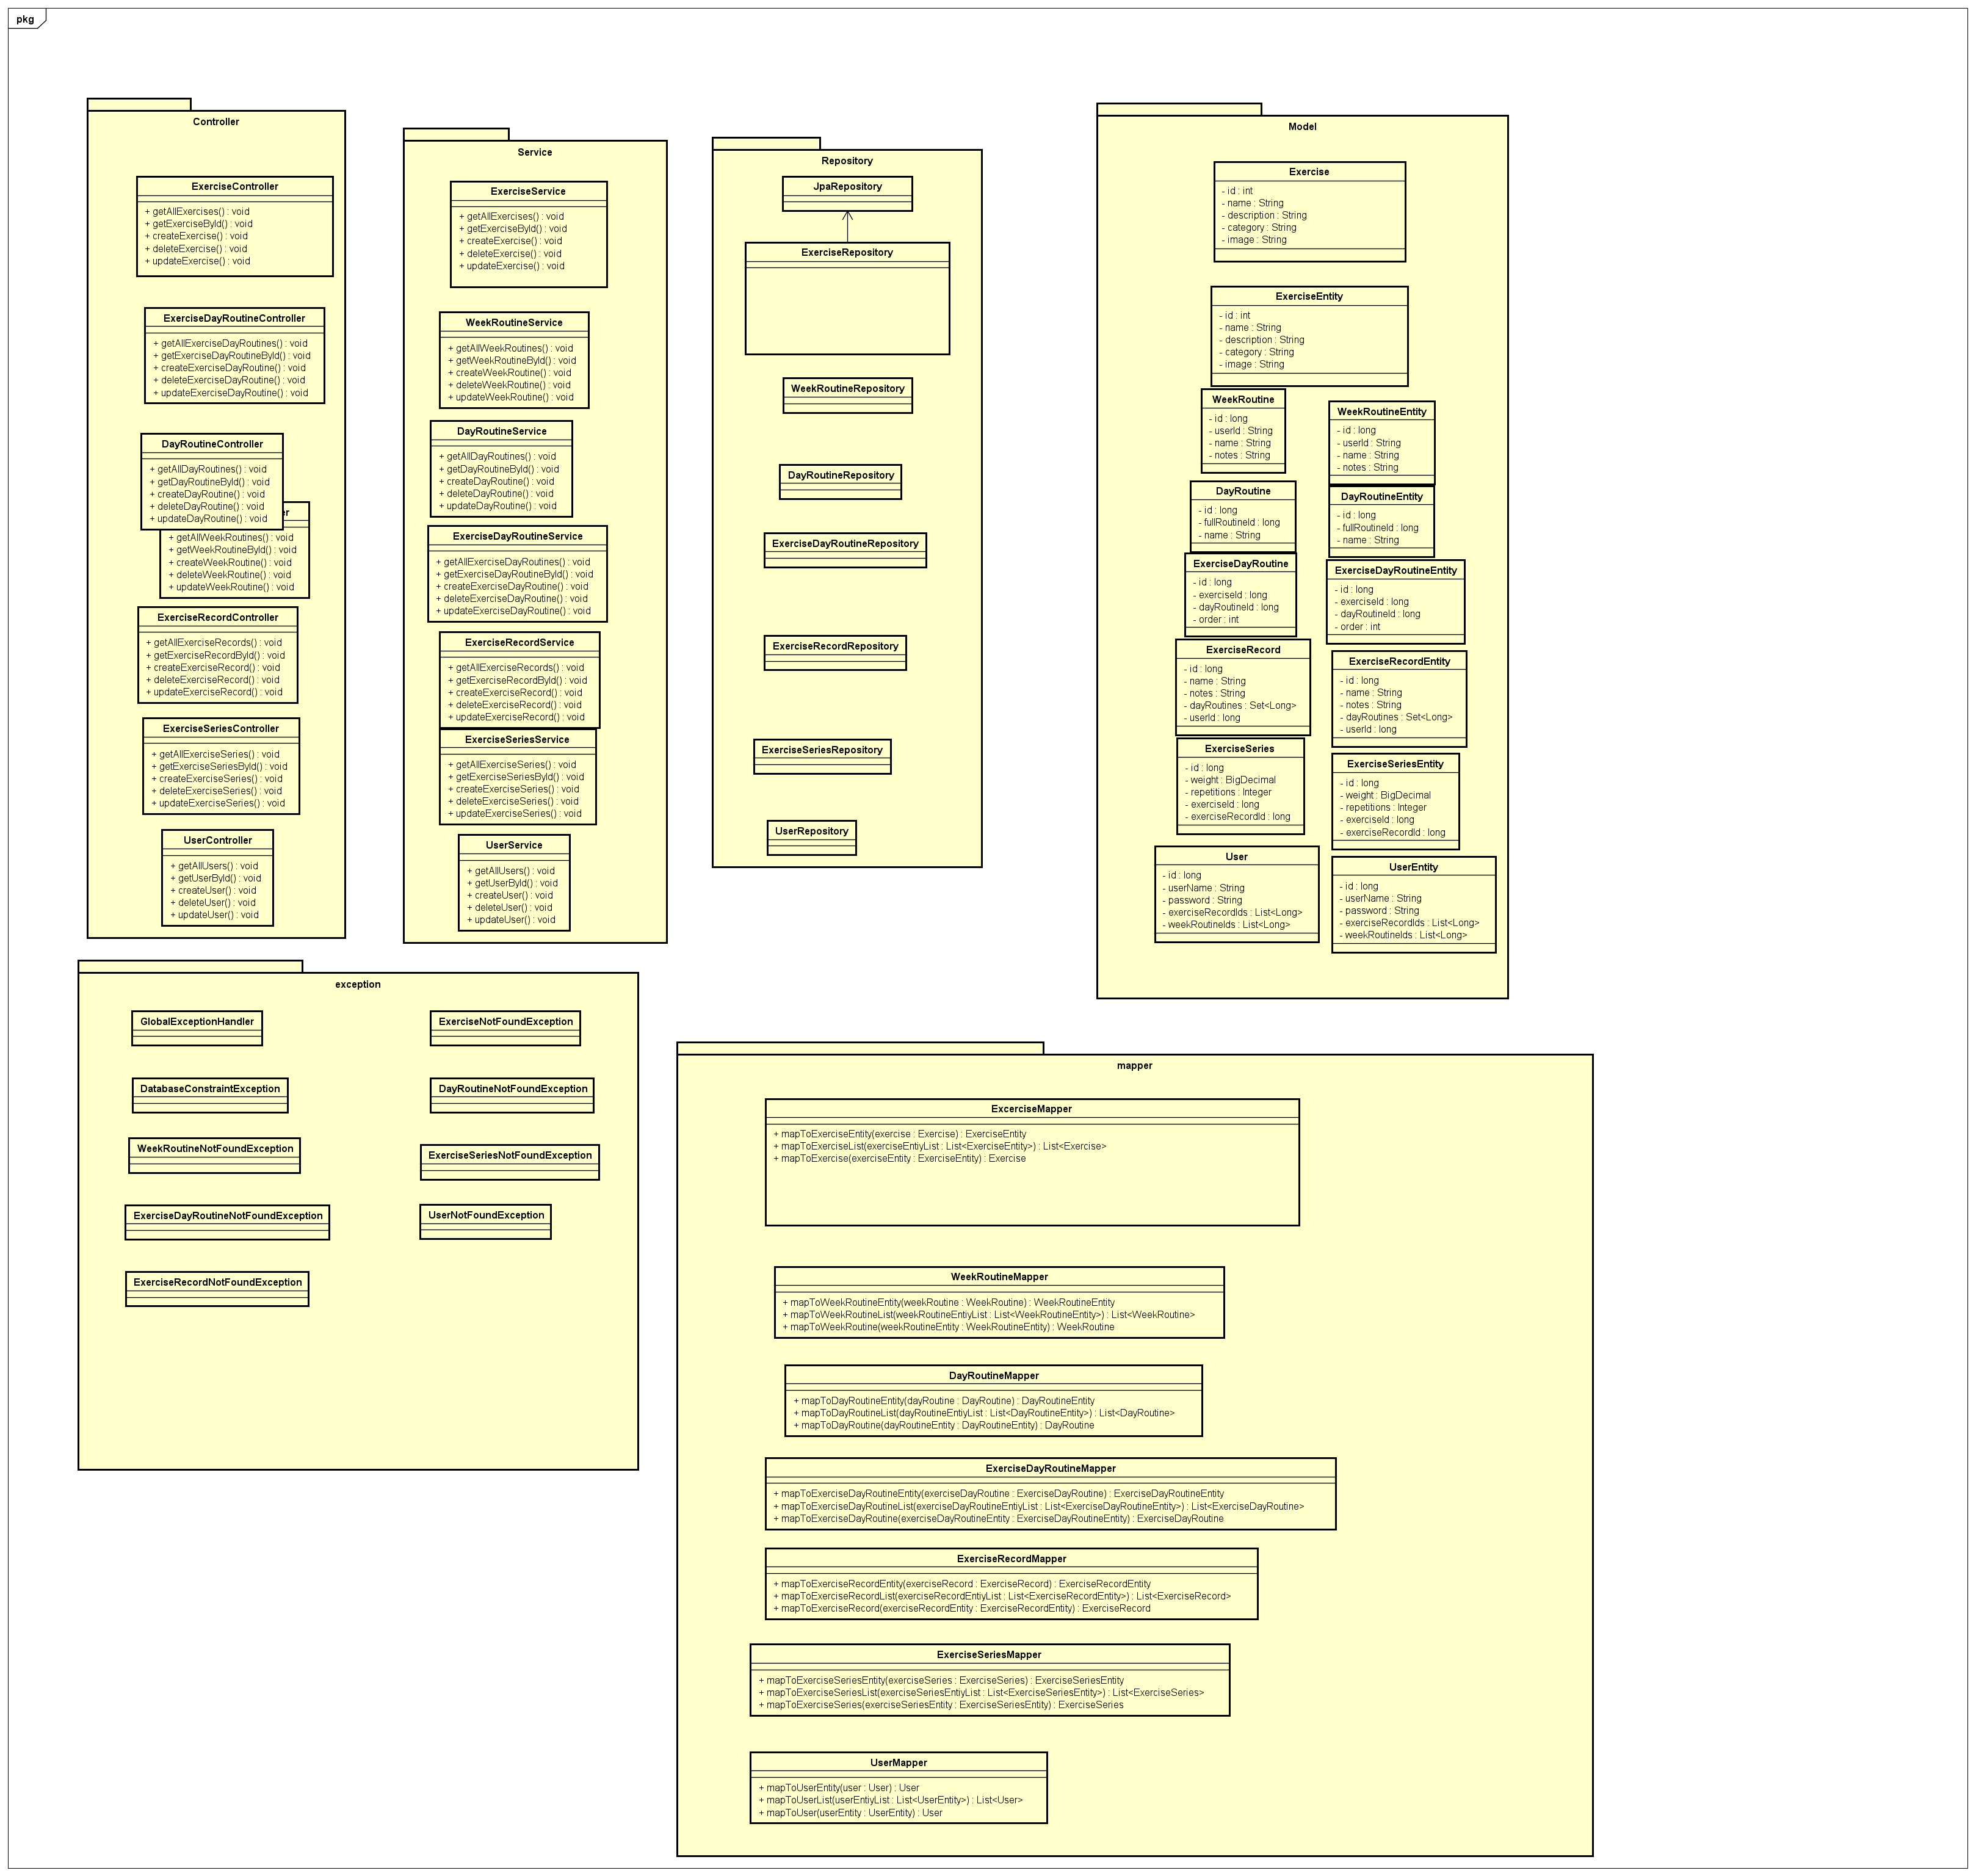 pkg
Controller
ExerciseController
+ getAllExercises() : void
+ getExerciseById() : void
+ createExercise() : void
+ deleteExercise() : void
+ updateExercise() : void
ExerciseDayRoutineController
+ getAllExerciseDayRoutines() : void
+ getExerciseDayRoutineById() : void
+ createExerciseDayRoutine() : void
+ deleteExerciseDayRoutine() : void
+ updateExerciseDayRoutine() : void
DayRoutineController
+ getAllDayRoutines() : void
+ getDayRoutineById() : void
+ createDayRoutine() : void
+ deleteDayRoutine() : void
+ updateDayRoutine() : void
+ getAllWeekRoutines() : void
+ getWeekRoutineById() : void
+ createWeekRoutine() : void
+ deleteWeekRoutine() : void
+ updateWeekRoutine() : void
ExerciseRecordController
+ getAllExerciseRecords() : void
+ getExerciseRecordById() : void
+ createExerciseRecord() : void
+ deleteExerciseRecord() : void
+ updateExerciseRecord() : void
ExerciseSeriesController
+ getAllExerciseSeries() : void
+ getExerciseSeriesById() : void
+ createExerciseSeries() : void
+ deleteExerciseSeries() : void
+ updateExerciseSeries() : void
UserController
+ getAllUsers() : void
+ getUserById() : void
+ createUser() : void
+ deleteUser() : void
+ updateUser() : void
Service
ExerciseService
+ getAllExercises() : void
+ getExerciseById() : void
+ createExercise() : void
+ deleteExercise() : void
+ updateExercise() : void
WeekRoutineService
+ getAllWeekRoutines() : void
+ getWeekRoutineById() : void
+ createWeekRoutine() : void
+ deleteWeekRoutine() : void
+ updateWeekRoutine() : void
DayRoutineService
+ getAllDayRoutines() : void
+ getDayRoutineById() : void
+ createDayRoutine() : void
+ deleteDayRoutine() : void
+ updateDayRoutine() : void
ExerciseDayRoutineService
+ getAllExerciseDayRoutines() : void
+ getExerciseDayRoutineById() : void
+ createExerciseDayRoutine() : void
+ deleteExerciseDayRoutine() : void
+ updateExerciseDayRoutine() : void
ExerciseRecordService
+ getAllExerciseRecords() : void
+ getExerciseRecordById() : void
+ createExerciseRecord() : void
+ deleteExerciseRecord() : void
+ updateExerciseRecord() : void
ExerciseSeriesService
+ getAllExerciseSeries() : void
+ getExerciseSeriesById() : void
+ createExerciseSeries() : void
+ deleteExerciseSeries() : void
+ updateExerciseSeries() : void
UserService
+ getAllUsers() : void
+ getUserById() : void
+ createUser() : void
+ deleteUser() : void
+ updateUser() : void
Repository
JpaRepository
ExerciseRepository
WeekRoutineRepository
DayRoutineRepository
ExerciseDayRoutineRepository
ExerciseRecordRepository
ExerciseSeriesRepository
UserRepository
Model
Exercise
- id : int
- name : String
- description : String
- category : String
- image : String
ExerciseEntity
- id : int
- name : String
- description : String
- category : String
- image : String
WeekRoutine
- id : long
- userId : String
- name : String
- notes : String
WeekRoutineEntity
- id : long
- userId : String
- name : String
- notes : String
DayRoutine
- id : long
- fullRoutineId : long
- name : String
DayRoutineEntity
- id : long
- fullRoutineId : long
- name : String
ExerciseDayRoutine
- id : long
- exerciseId : long
- dayRoutineId : long
- order : int
ExerciseDayRoutineEntity
- id : long
- exerciseId : long
- dayRoutineId : long
- order : int
ExerciseRecord
- id : long
- name : String
- notes : String
- dayRoutines : Set<Long>
- userId : long
ExerciseRecordEntity
- id : long
- name : String
- notes : String
- dayRoutines : Set<Long>
- userId : long
ExerciseSeries
- id : long
- weight : BigDecimal
- repetitions : Integer
- exerciseId : long
- exerciseRecordId : long
ExerciseSeriesEntity
- id : long
- weight : BigDecimal
- repetitions : Integer
- exerciseId : long
- exerciseRecordId : long
User
- id : long
- userName : String
- password : String
- exerciseRecordIds : List<Long>
- weekRoutineIds : List<Long>
UserEntity
- id : long
- userName : String
- password : String
- exerciseRecordIds : List<Long>
- weekRoutineIds : List<Long>
exception
GlobalExceptionHandler
ExerciseNotFoundException
DatabaseConstraintException
DayRoutineNotFoundException
WeekRoutineNotFoundException
ExerciseSeriesNotFoundException
ExerciseDayRoutineNotFoundException
UserNotFoundException
ExerciseRecordNotFoundException
mapper
ExcerciseMapper
+ mapToExerciseEntity(exercise : Exercise) : ExerciseEntity
+ mapToExerciseList(exerciseEntiyList : List<ExerciseEntity>) : List<Exercise>
+ mapToExercise(exerciseEntity : ExerciseEntity) : Exercise
WeekRoutineMapper
+ mapToWeekRoutineEntity(weekRoutine : WeekRoutine) : WeekRoutineEntity
+ mapToWeekRoutineList(weekRoutineEntiyList : List<WeekRoutineEntity>) : List<WeekRoutine>
+ mapToWeekRoutine(weekRoutineEntity : WeekRoutineEntity) : WeekRoutine
DayRoutineMapper
+ mapToDayRoutineEntity(dayRoutine : DayRoutine) : DayRoutineEntity
+ mapToDayRoutineList(dayRoutineEntiyList : List<DayRoutineEntity>) : List<DayRoutine>
+ mapToDayRoutine(dayRoutineEntity : DayRoutineEntity) : DayRoutine
ExerciseDayRoutineMapper
+ mapToExerciseDayRoutineEntity(exerciseDayRoutine : ExerciseDayRoutine) : ExerciseDayRoutineEntity
+ mapToExerciseDayRoutineList(exerciseDayRoutineEntiyList : List<ExerciseDayRoutineEntity>) : List<ExerciseDayRoutine>
+ mapToExerciseDayRoutine(exerciseDayRoutineEntity : ExerciseDayRoutineEntity) : ExerciseDayRoutine
ExerciseRecordMapper
+ mapToExerciseRecordEntity(exerciseRecord : ExerciseRecord) : ExerciseRecordEntity
+ mapToExerciseRecordList(exerciseRecordEntiyList : List<ExerciseRecordEntity>) : List<ExerciseRecord>
+ mapToExerciseRecord(exerciseRecordEntity : ExerciseRecordEntity) : ExerciseRecord
ExerciseSeriesMapper
+ mapToExerciseSeriesEntity(exerciseSeries : ExerciseSeries) : ExerciseSeriesEntity
+ mapToExerciseSeriesList(exerciseSeriesEntiyList : List<ExerciseSeriesEntity>) : List<ExerciseSeries>
+ mapToExerciseSeries(exerciseSeriesEntity : ExerciseSeriesEntity) : ExerciseSeries
UserMapper
+ mapToUserEntity(user : User) : User
+ mapToUserList(userEntiyList : List<UserEntity>) : List<User>
+ mapToUser(userEntity : UserEntity) : User